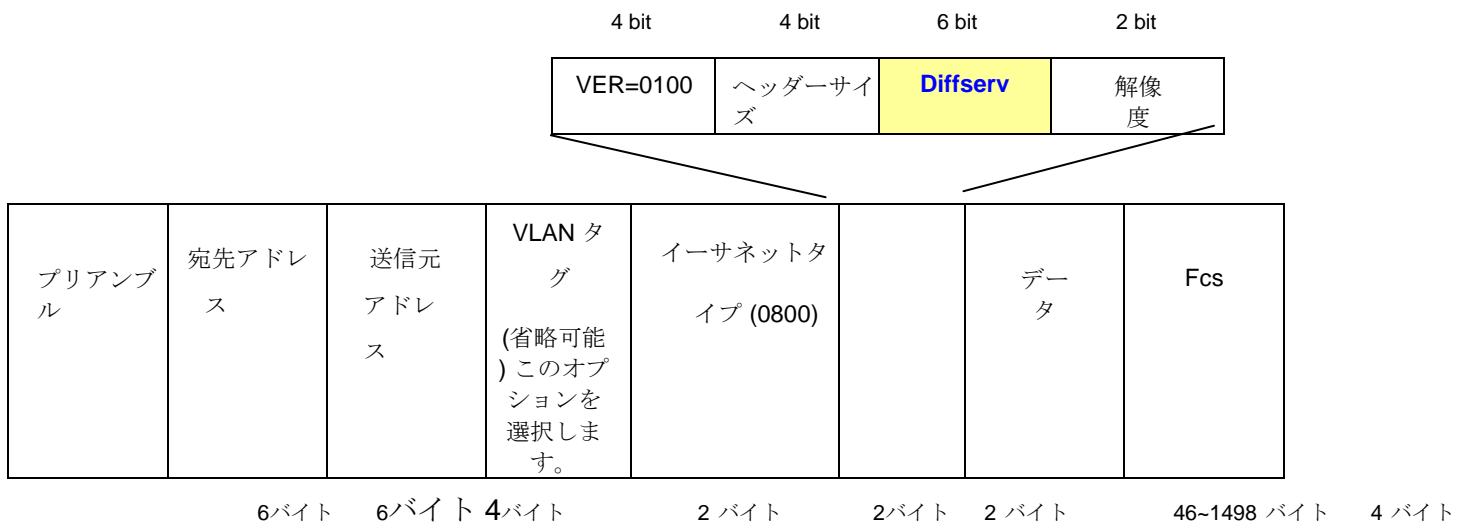 4 bit 4 bit 6 bit 2 bit
VER=0100
ヘッダーサイ
ズ
Diffserv
解像
度
プリアンブ
ル
宛先アドレ
ス
送信元
アドレ
ス
VLAN タ
グ
(省略可能
) このオプ
ションを
選択しま
す。
イーサネットタ
イプ (0800)
デー
タ
Fcs
6バイト 6バイト 4バイト 2 バイト 2バイト 2 バイト 46~1498 バイト 4 バイト